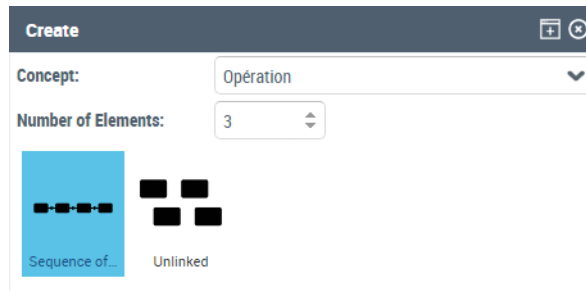 Create
Concept: Opération
Number of Elements: 3
Sequence of... Unlinked